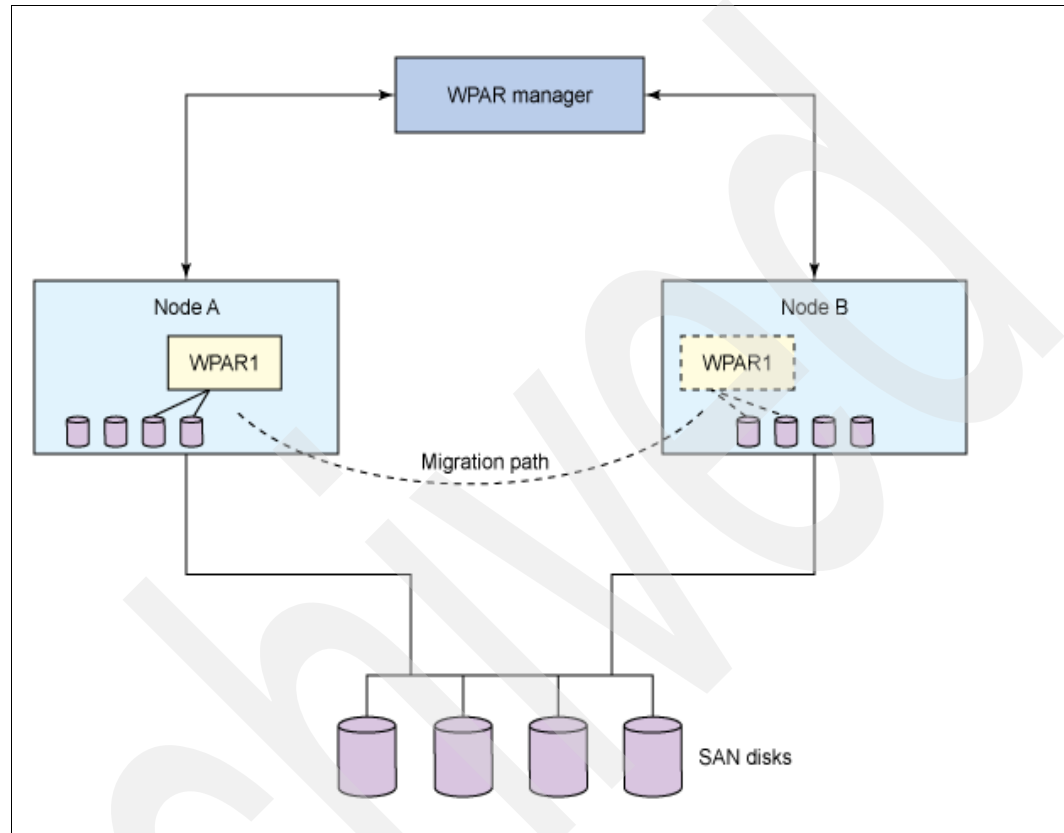 WPAR manager
Node A
Node B
WPAR1
WPAR1
Migration path
SAN disks